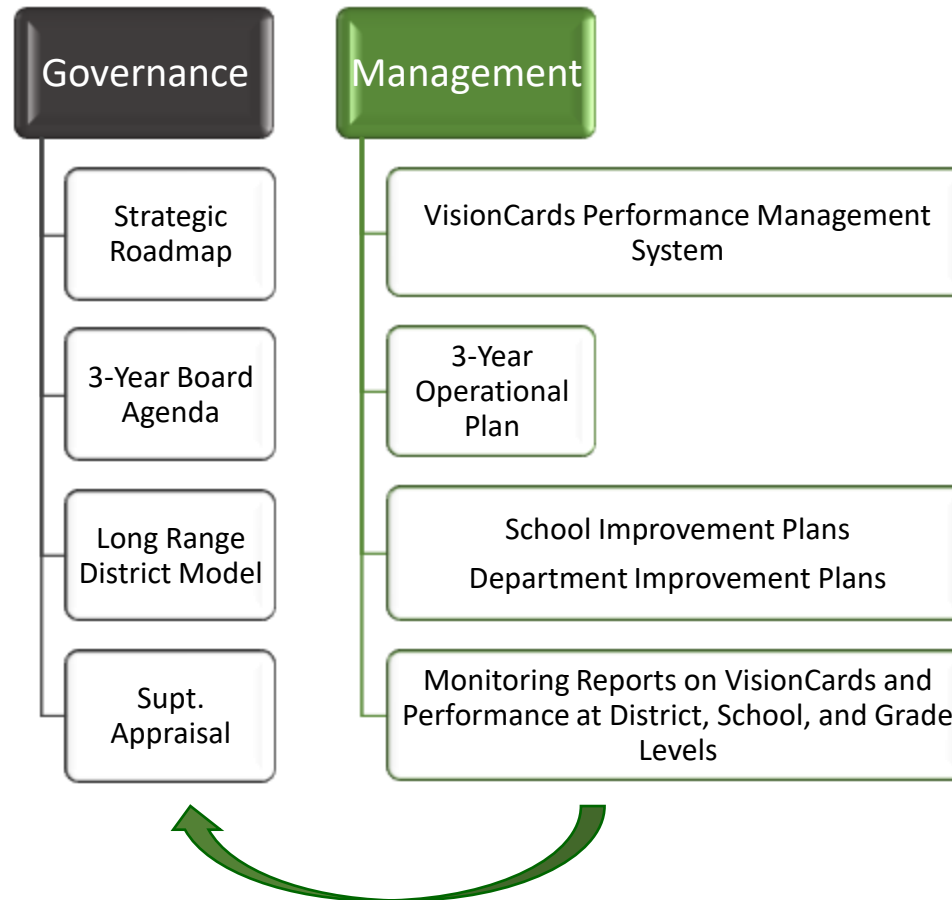 Governance
Strategic
Roadmap
3-Year Board
Agenda
Long Range
District Model
Supt.
Appraisal
Management
VisionCards Performance Management
System
3-Year
Operational
Plan
School Improvement Plans
Department Improvement Plans
Monitoring Reports on VisionCards and
Performance at District, School, and Grade
Levels